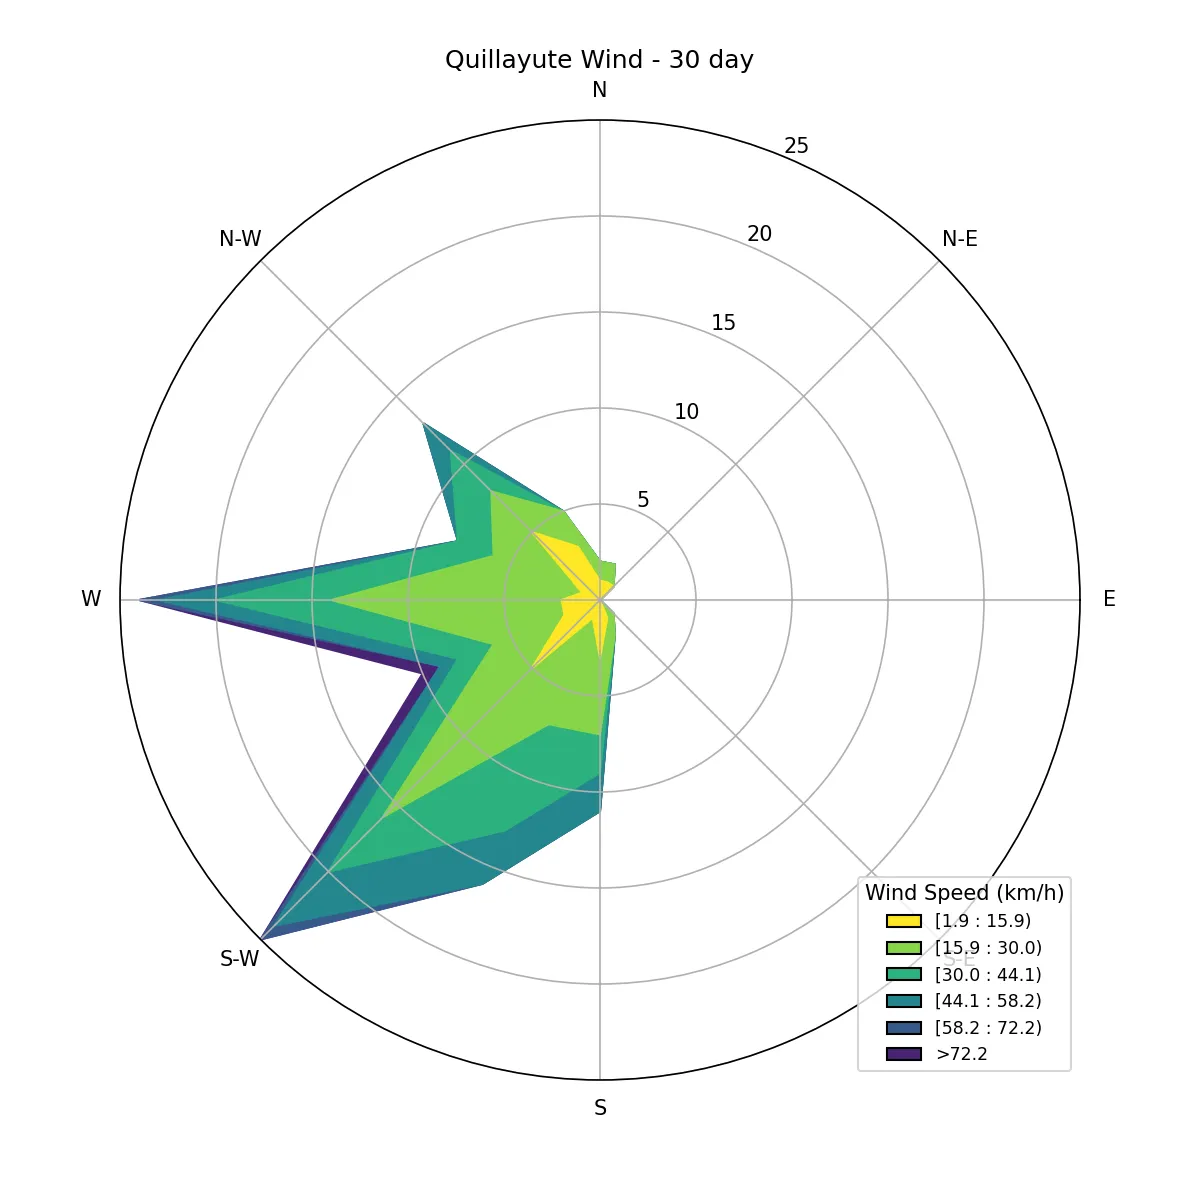 Quillayute Wind - 30 day
N
25
N-W
N-E
20
15
10
5
W
E
Wind Speed (km/h)
[1.9 : 15.9)
[15.9 : 30.0)
S-W
S-E
[30.0 : 44.1)
[44.1 : 58.2)
[58.2 : 72.2)
>72.2
S